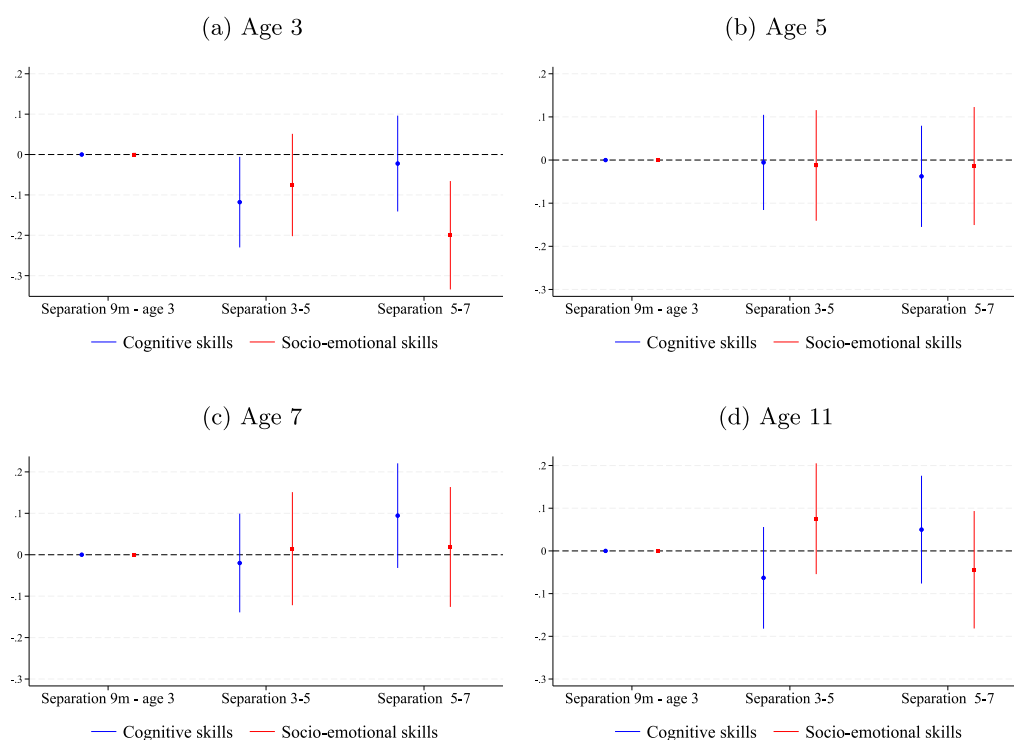 (a) Age 3
.2
.1
0
-.1
-.2
-.3
Separation 9m - age 3 Separation 3-5 Separation 5-7
Cognitive skills Socio-emotional skills
(b) Age 5
.2
.1
0
-.1
-.2
-.3
Separation 9m - age 3 Separation 3-5 Separation 5-7
Cognitive skills Socio-emotional skills
(c) Age 7
.2
.1
0
-.1
-.2
-.3
Separation 9m - age 3 Separation 3-5 Separation 5-7
Cognitive skills Socio-emotional skills
(d) Age 11
.2
.1
0
-.1
-.2
-.3
Separation 9m - age 3 Separation 3-5 Separation 5-7
Cognitive skills Socio-emotional skills